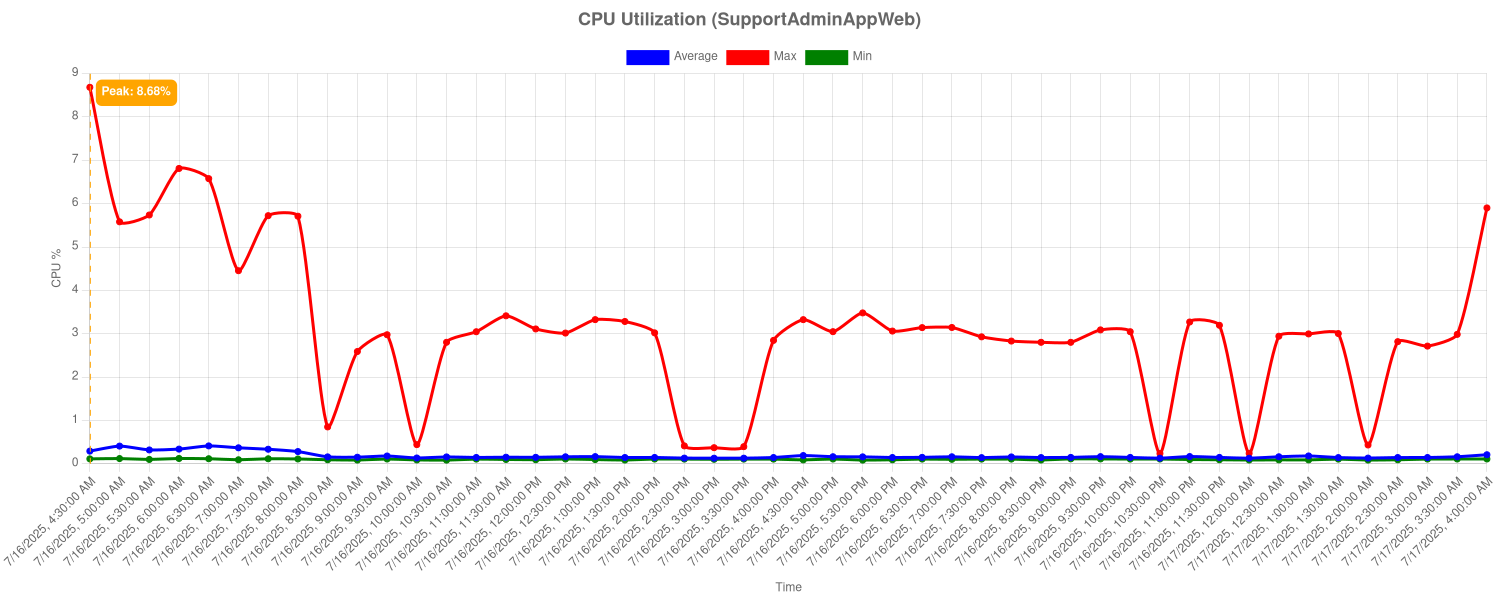 CPU Utilization (SupportAdminAppWeb)
Average Max Min
Peak: 8.68%
CPU %
9
8
7
6
5
4
3
2
1
0
7/16/2025, 4:30:00 AM
7/16/2025, 5:00:00 AM
7/16/2025, 5:30:00 AM
7/16/2025, 6:00:00 AM
7/16/2025, 6:30:00 AM
7/16/2025, 7:00:00 AM
7/16/2025, 7:30:00 AM
7/16/2025, 8:00:00 AM
7/16/2025, 8:30:00 AM
7/16/2025, 9:00:00 AM
7/16/2025, 9:30:00 AM
7/16/2025, 10:00:00 AM
7/16/2025, 10:30:00 AM
7/16/2025, 11:00:00 AM
7/16/2025, 11:30:00 AM
7/16/2025, 12:00:00 PM
7/16/2025, 12:30:00 PM
7/16/2025, 1:00:00 PM
7/16/2025, 1:30:00 PM
7/16/2025, 2:00:00 PM
7/16/2025, 2:30:00 PM
7/16/2025, 3:00:00 PM
7/16/2025, 3:30:00 PM
7/16/2025, 4:00:00 PM
7/16/2025, 4:30:00 PM
7/16/2025, 5:00:00 PM
7/16/2025, 5:30:00 PM
7/16/2025, 6:00:00 PM
7/16/2025, 6:30:00 PM
7/16/2025, 7:00:00 PM
7/16/2025, 7:30:00 PM
7/16/2025, 8:00:00 PM
7/16/2025, 8:30:00 PM
7/16/2025, 9:00:00 PM
7/16/2025, 9:30:00 PM
7/16/2025, 10:00:00 PM
7/16/2025, 10:30:00 PM
7/16/2025, 11:00:00 PM
7/16/2025, 11:30:00 PM
7/17/2025, 12:00:00 AM
7/17/2025, 12:30:00 AM
7/17/2025, 1:00:00 AM
7/17/2025, 1:30:00 AM
7/17/2025, 2:00:00 AM
7/17/2025, 2:30:00 AM
7/17/2025, 3:00:00 AM
7/17/2025, 3:30:00 AM
7/17/2025, 4:00:00 AM
Time